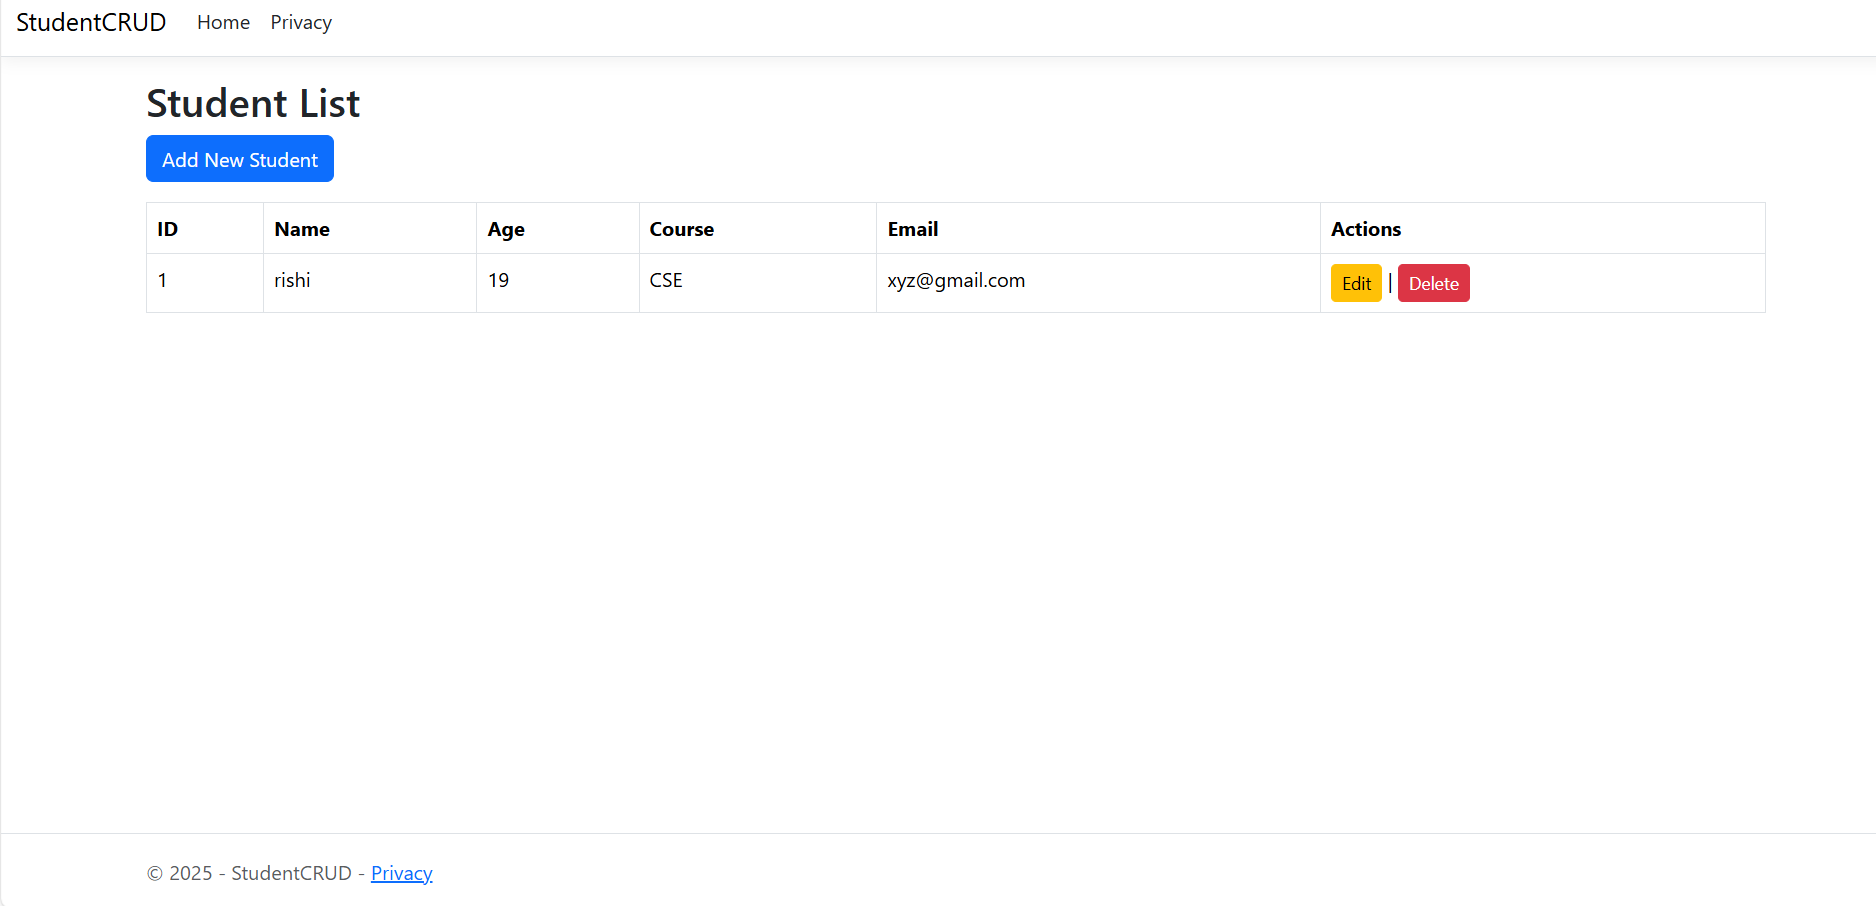 StudentCRUD Home Privacy
Student List
Add New Student
ID Name Age Course Email Actions
1 rishi 19 CSE xyz@gmail.com Edit | Delete
© 2025 - StudentCRUD - Privacy